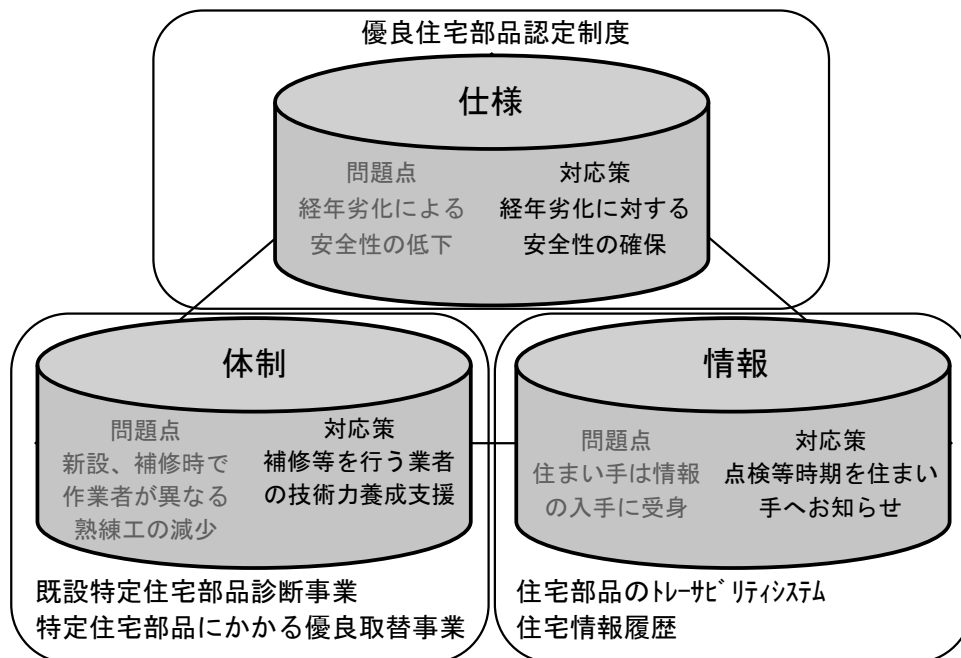 優良住宅部品認定制度
仕様
問題点
経年劣化による
安全性の低下
対応策
経年劣化に対する
安全性の確保
体制
問題点
新設、補修時で
作業者が異なる
熟練工の減少
対応策
補修等を行う業者
の技術力養成支援
既設特定住宅部品診断事業
特定住宅部品にかかる優良取替事業
情報
問題点
住まい手は情報
の入手に受身
対応策
点検等時期を住まい
手へお知らせ
住宅部品のﾄﾚｰｻﾋﾞﾘﾃｨｼｽﾃﾑ
住宅情報履歴